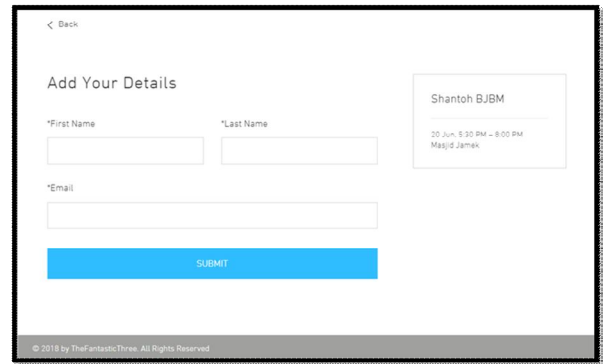 < Back
Add Your Details
*First Name
*Last Name
*Email
SUBMIT
Shantoh BJBM
20 Jun, 5:30 PM – 8:00 PM
Masjid Jamek
© 2018 by TheFantasticThree. All Rights Reserved